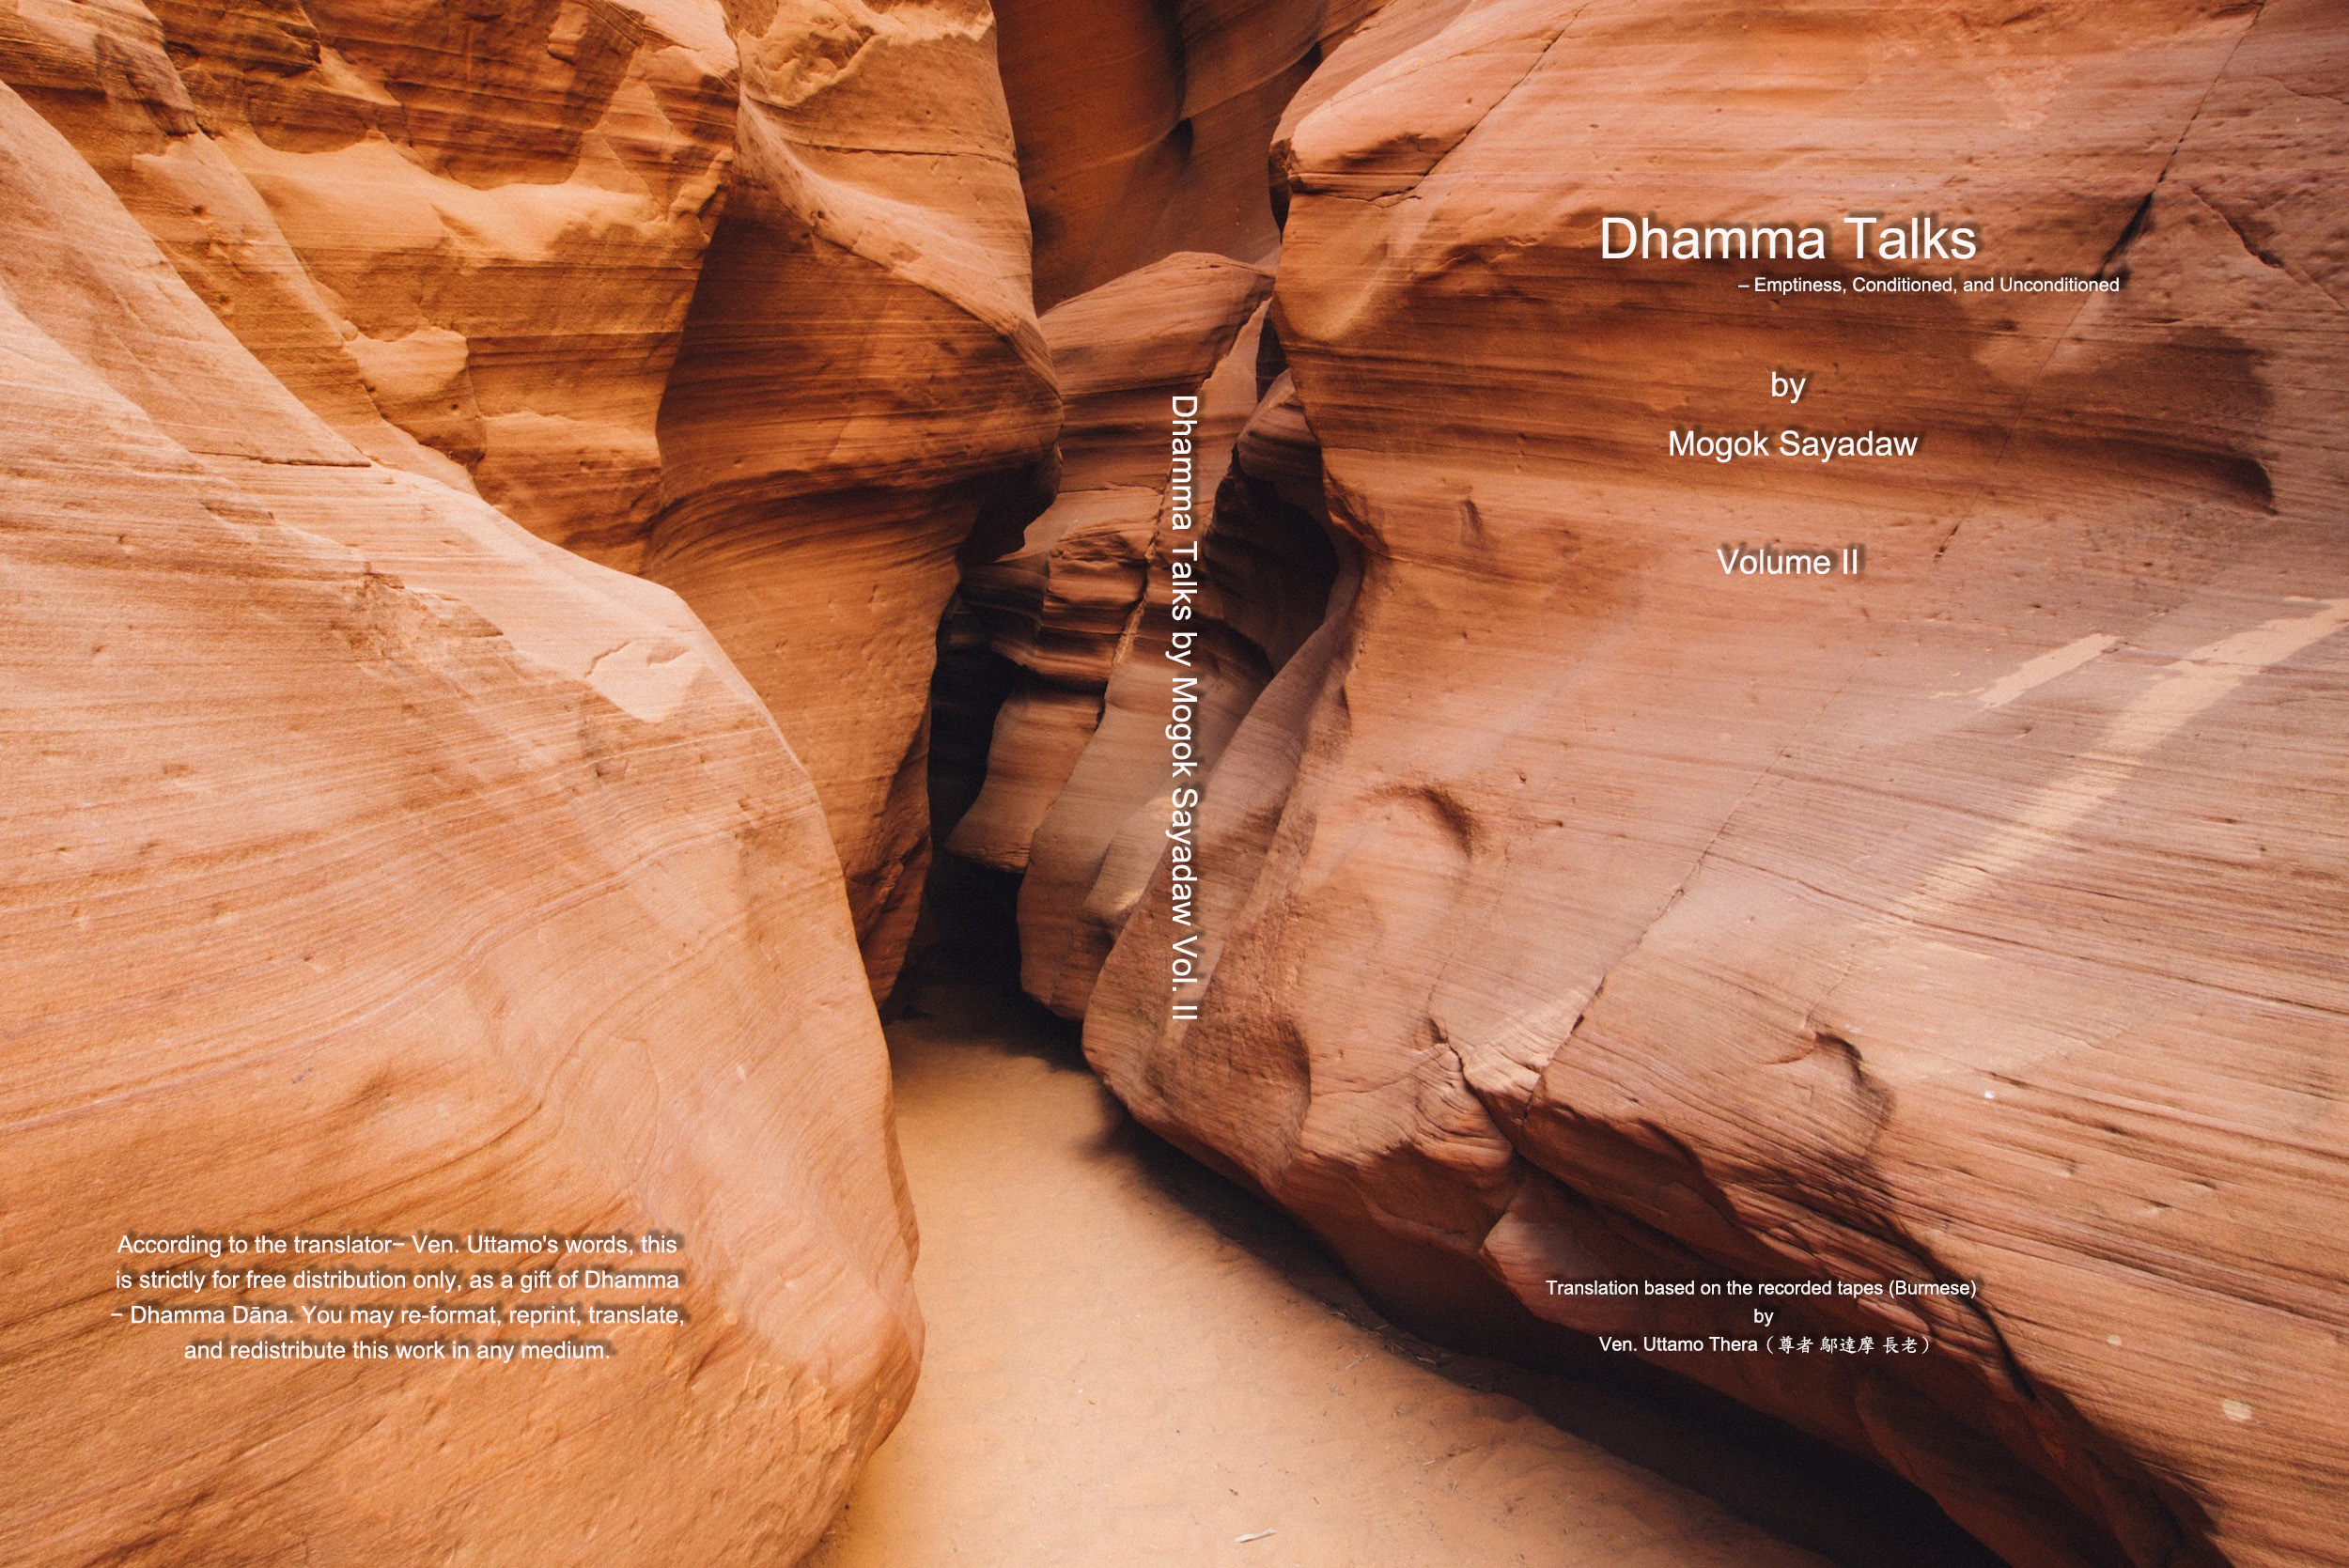 Dhamma Talks
– Emptiness, Conditioned, and Unconditioned
by
Mogok Sayadaw
Volume II
Translation based on the recorded tapes (Burmese)
by
Ven. Uttamo Thera（尊者 鄔達摩 長老）
Dhamma Talks by Mogok Sayadaw Vol. II
According to the translator− Ven. Uttamo's words, this
is strictly for free distribution only, as a gift of Dhamma
− Dhamma Dāna. You may re-format, reprint, translate,
and redistribute this work in any medium.